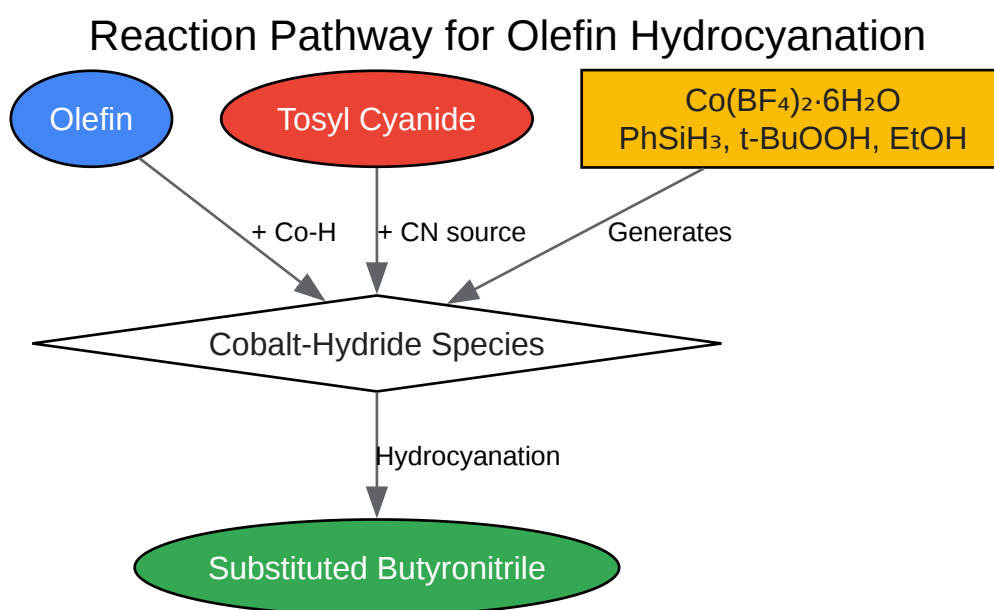 Reaction Pathway for Olefin Hydrocyanation
Olefin
Tosyl Cyanide
Co(BF₄)₂·6H₂O
PhSiH₃, t-BuOOH, EtOH
+ Co-H
+ CN source
Generates
Cobalt-Hydride Species
Hydrocyanation
Substituted Butyronitrile